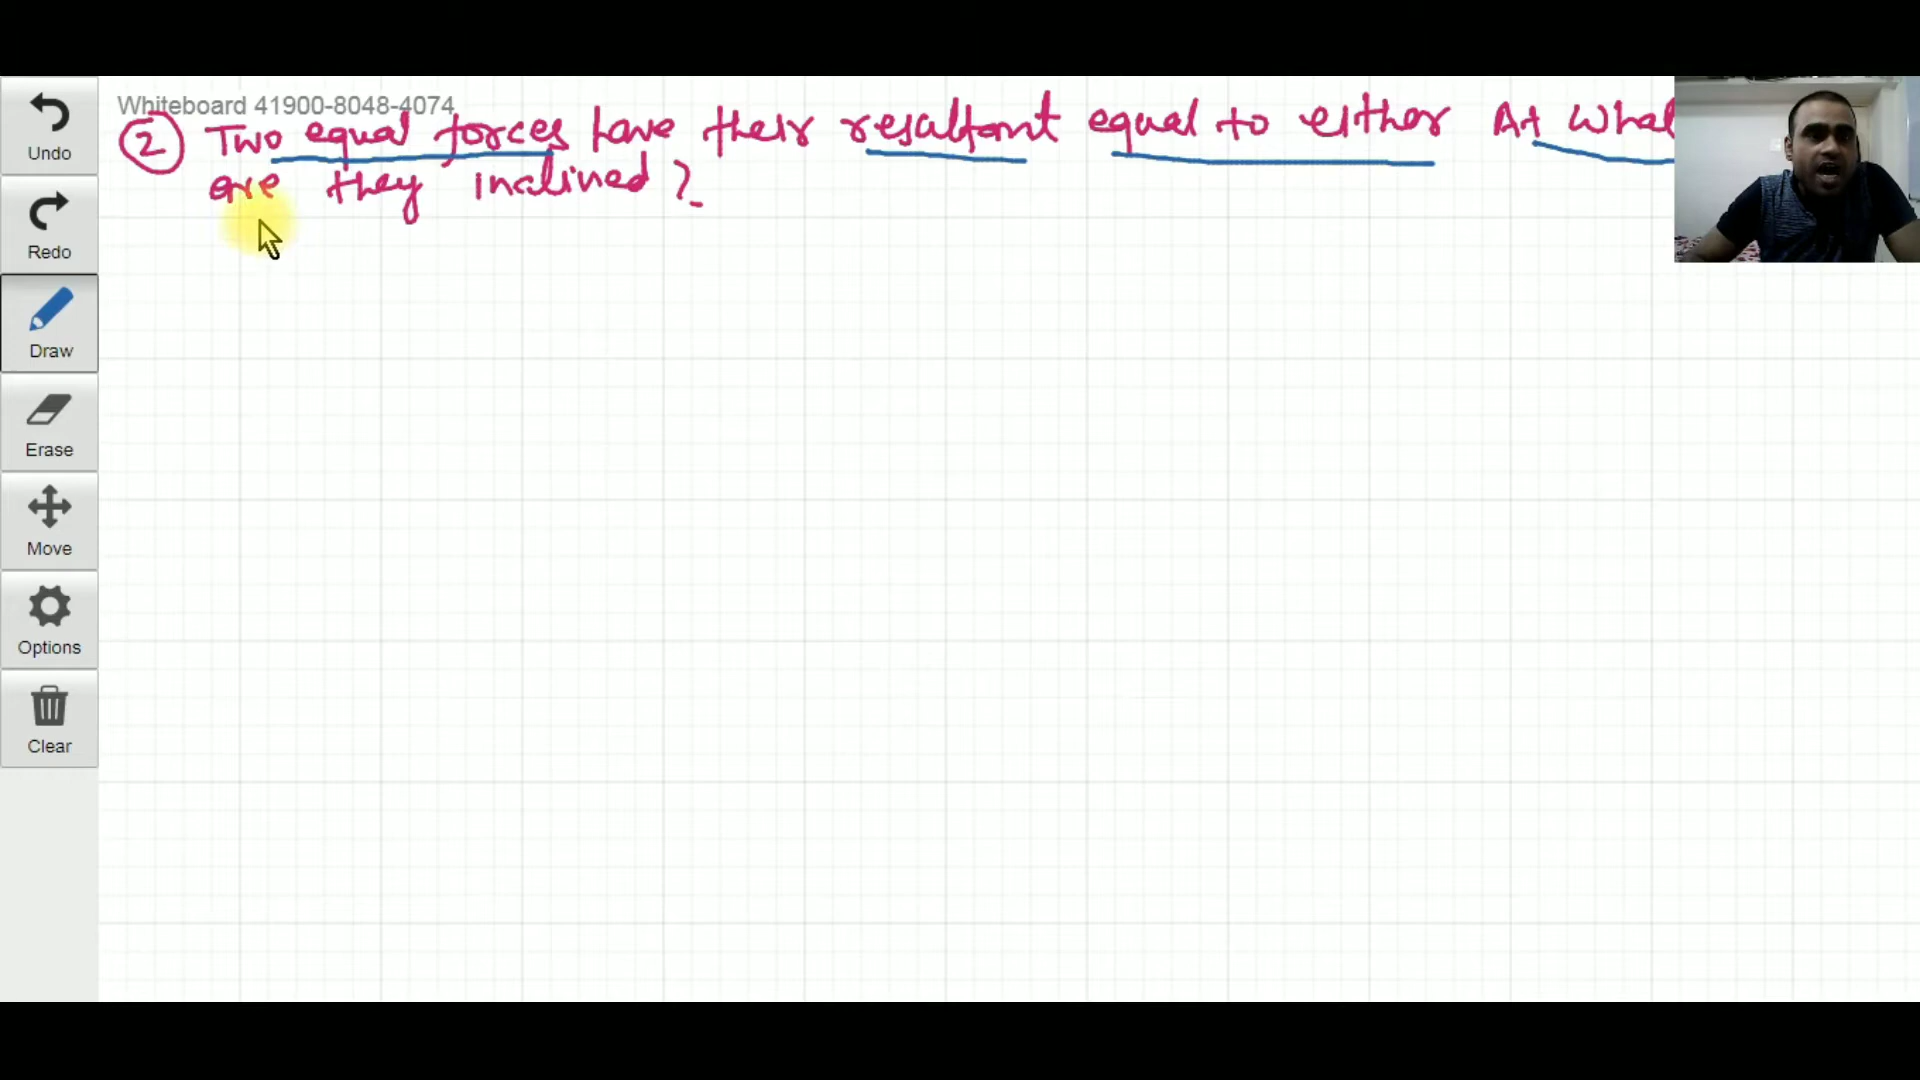 Whiteboard 41900-8048-4074
② Two equal forces have their resultant equal to either At what
are they inclined?
Undo
Redo
Draw
Erase
Move
Options
Clear